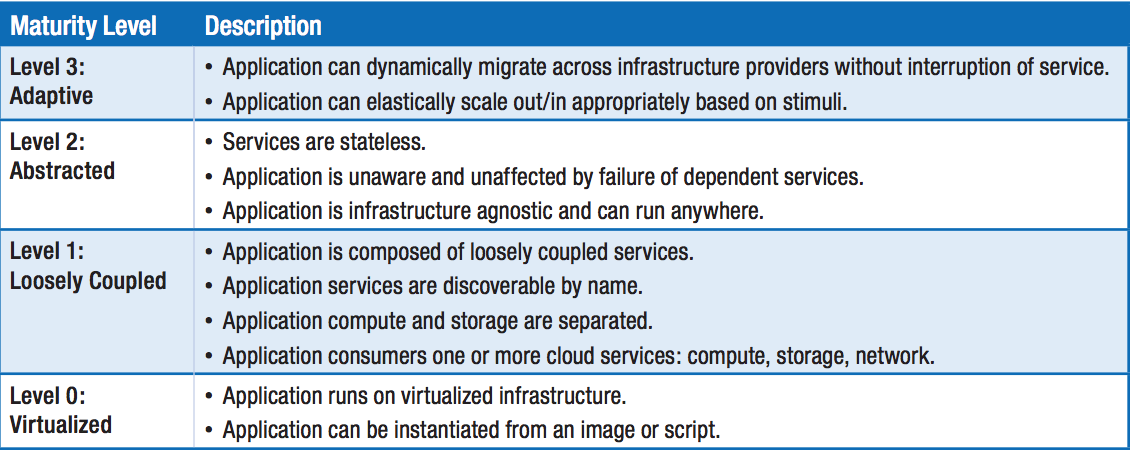 Maturity Level Description
Level 3:
Adaptive
• Application can dynamically migrate across infrastructure providers without interruption of service.
• Application can elastically scale out/in appropriately based on stimuli.
Level 2:
Abstracted
• Services are stateless.
• Application is unaware and unaffected by failure of dependent services.
• Application is infrastructure agnostic and can run anywhere.
Level 1:
Loosely Coupled
• Application is composed of loosely coupled services.
• Application services are discoverable by name.
• Application compute and storage are separated.
• Application consumers one or more cloud services: compute, storage, network.
Level 0:
Virtualized
• Application runs on virtualized infrastructure.
• Application can be instantiated from an image or script.